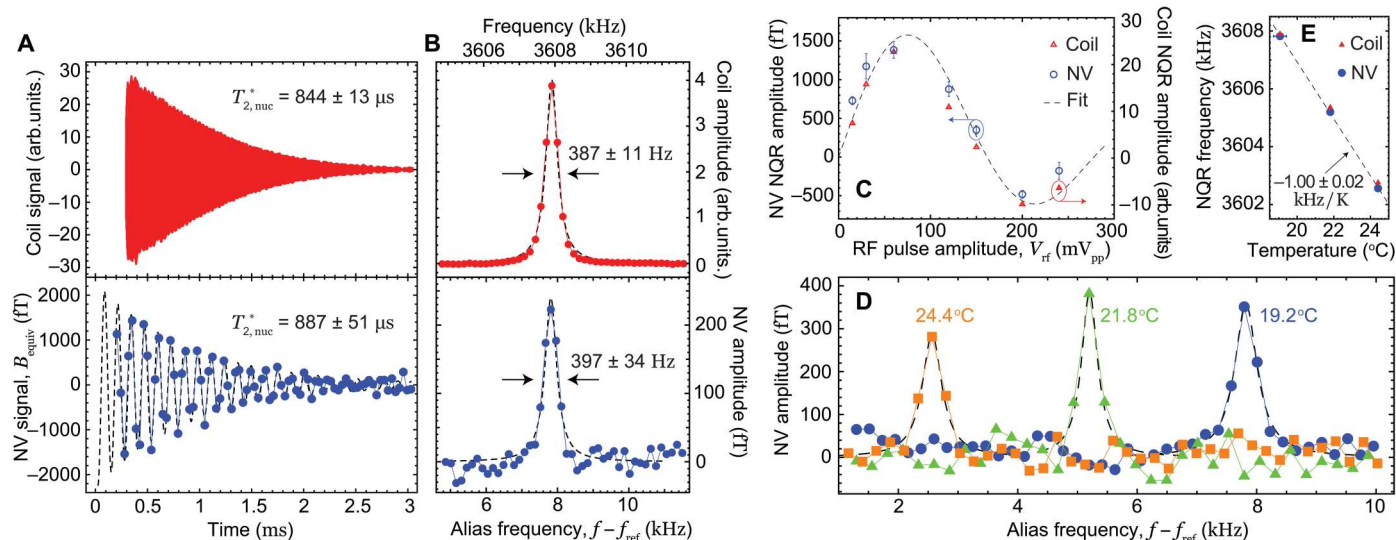 A
Coil signal (arb.units.)
30
20
10
0
−10
−20
−30
T*2,nuc = 844 ± 13 µs
NV signal, Bequiv (fT)
2000
1000
0
−1000
−2000
T*2,nuc = 887 ± 51 µs
0 0.5 1 1.5 2 2.5 3
Time (ms)
Frequency (kHz)
B 3606 3608 3610
4
3
2
1
0
Coil amplitude (arb.units.)
387 ± 11 Hz
200
100
0
NV amplitude (fT)
397 ± 34 Hz
6 8 10
Alias frequency, f − fref (kHz)
NV NQR amplitude (fT)
1500
1000
500
0
−500
Coil
NV
Fit
C
30
20
10
0
−10
Coil NQR amplitude (arb.units)
0 100 200 300
RF pulse amplitude, Vrf (mVpp)
E
NQR frequency (kHz)
3608
3606
3604
3602
Coil
NV
−1.00 ± 0.02
kHz/K
20 22 24
Temperature (°C)
D
NV amplitude (fT)
400
300
200
100
0
24.4°C 21.8°C 19.2°C
2 4 6 8 10
Alias frequency, f − fref (kHz)